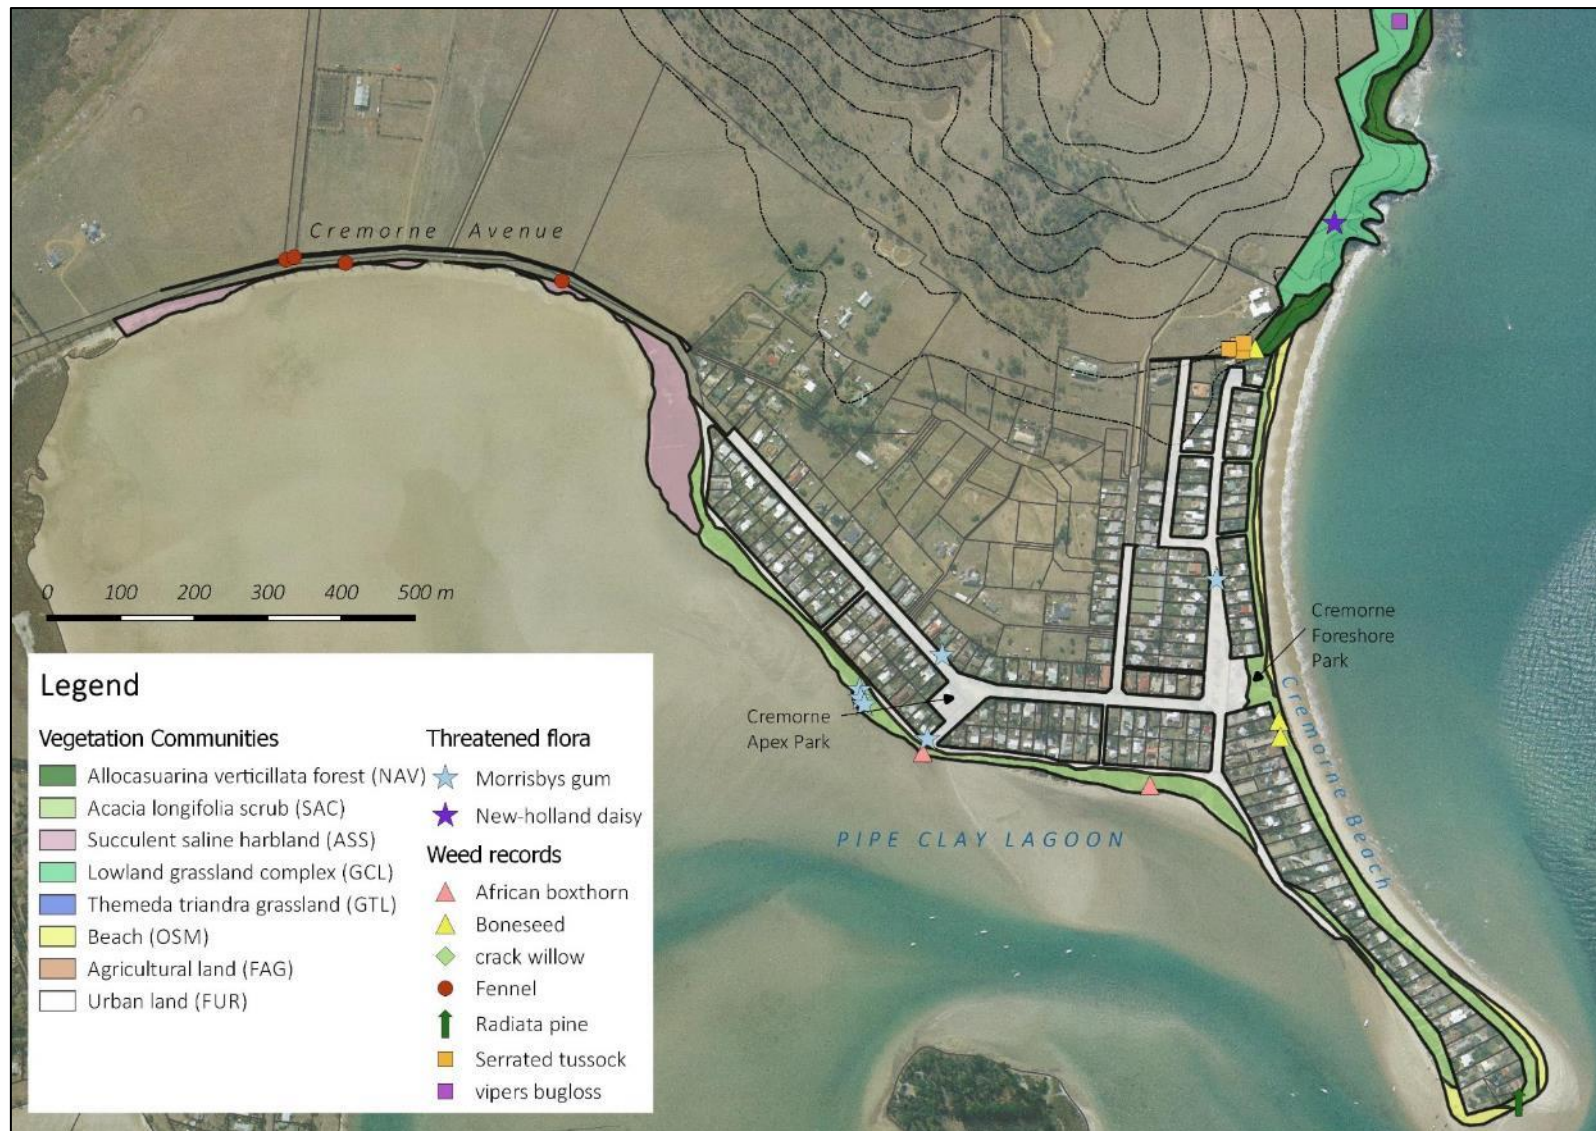 Cremorne Avenue
0 100 200 300 400 500 m
Cremorne
Foreshore
Park
Cremorne Beach
Cremorne
Apex Park
PIPE CLAY LAGOON
Legend
Vegetation Communities
Allocasuarina verticillata forest (NAV)
Acacia longifolia scrub (SAC)
Succulent saline harbland (ASS)
Lowland grassland complex (GCL)
Themeda triandra grassland (GTL)
Beach (OSM)
Agricultural land (FAG)
Urban land (FUR)
Threatened flora
Morrisbys gum
New-holland daisy
Weed records
African boxthorn
Boneseed
crack willow
Fennel
Radiata pine
Serrated tussock
vipers bugloss